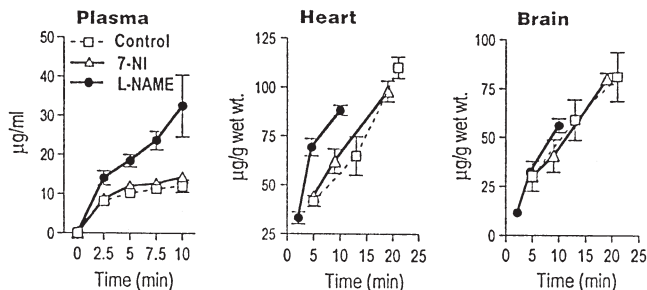 Plasma
50
40
30
20
10
0
µg/ml
Control
7-NI
L-NAME
0 2.5 5 7.5 10
Time (min)
Heart
125
100
75
50
25
µg/g wet wt.
0 5 10 15 20 25
Time (min)
Brain
100
75
50
25
0
µg/g wet wt.
0 5 10 15 20 25
Time (min)